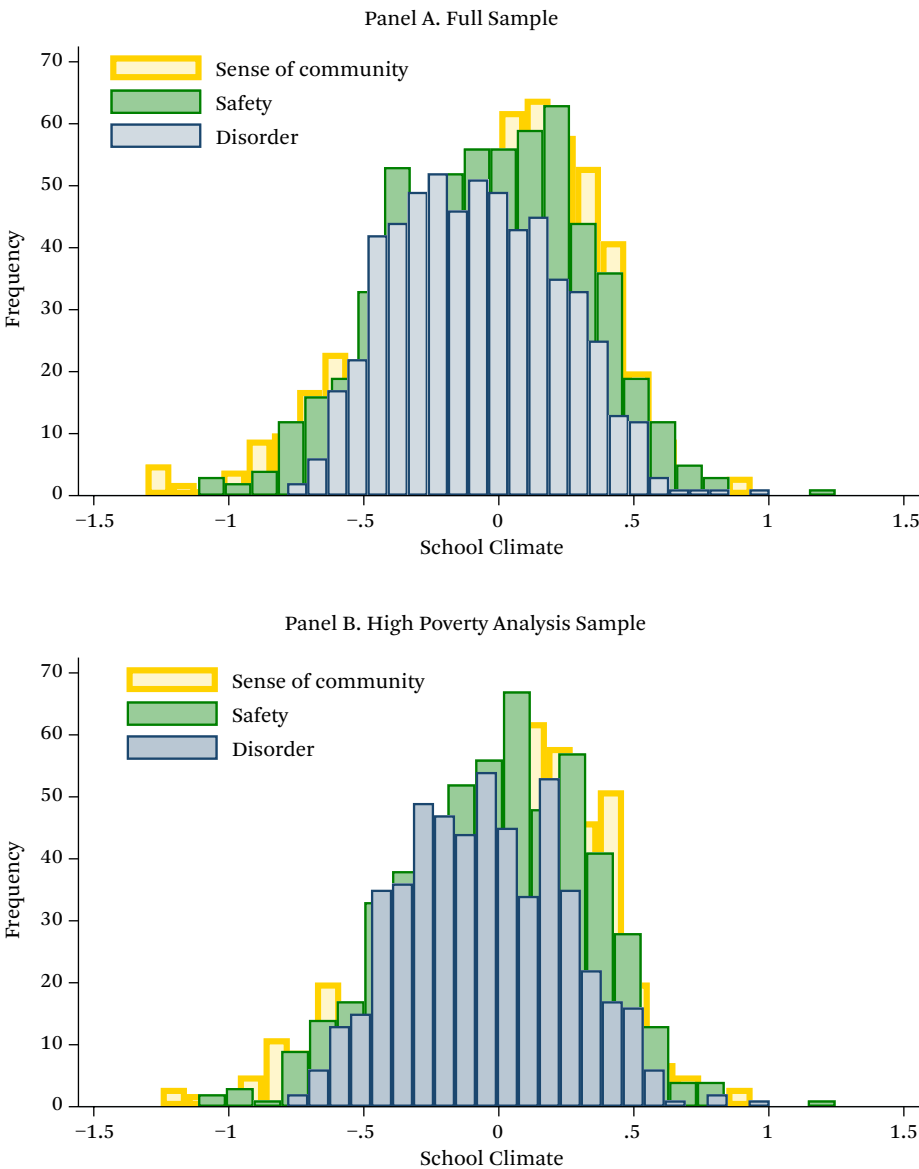 Panel A. Full Sample
70
60
50
40
30
20
10
0
Frequency
Sense of community
Safety
Disorder
−1.5
−1
−.5
0
.5
1
1.5
School Climate
Panel B. High Poverty Analysis Sample
70
60
50
40
30
20
10
0
Frequency
Sense of community
Safety
Disorder
−1.5
−1
−.5
0
.5
1
1.5
School Climate